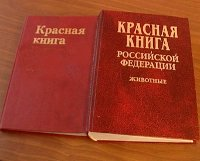 Красная
книга
КРАСНАЯ
КНИГА
РОССИЙСКОЙ
ФЕДЕРАЦИИ
ЖИВОТНЫЕ